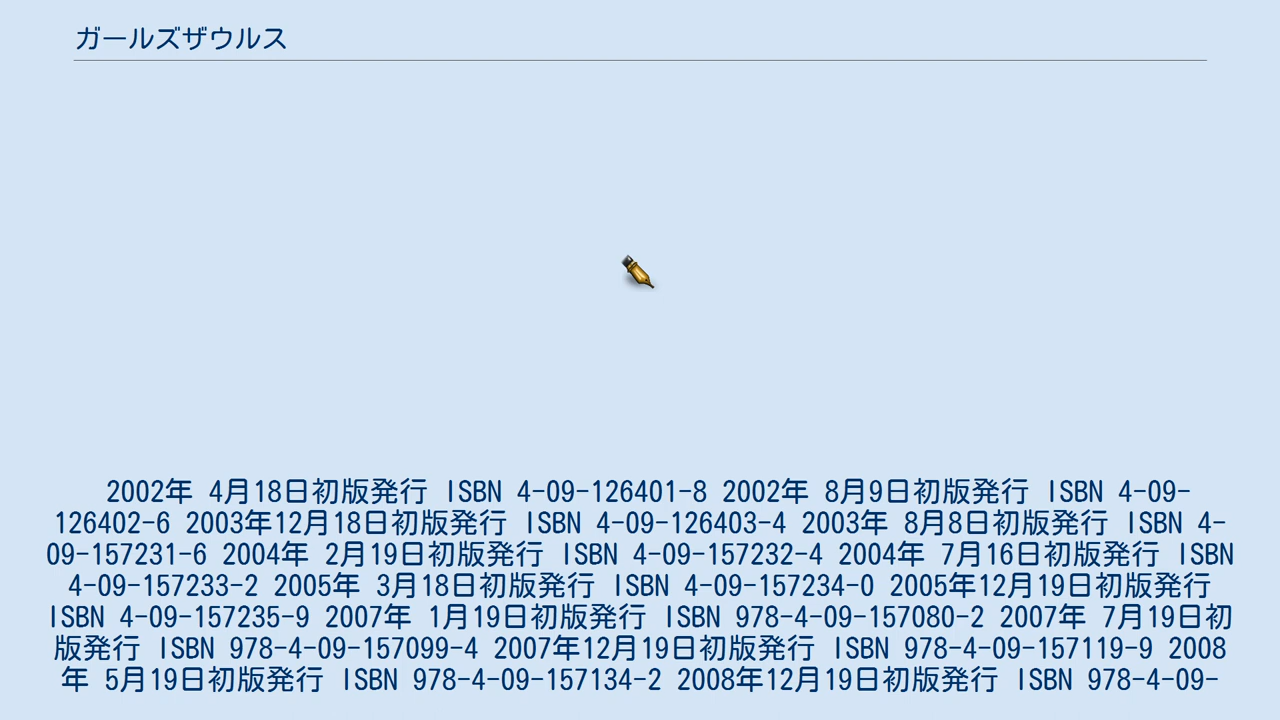 ガールズザウルス
2002年 4月18日初版発行 ISBN 4-09-126401-8 2002年 8月9日初版発行 ISBN 4-09-
126402-6 2003年12月18日初版発行 ISBN 4-09-126403-4 2003年 8月8日初版発行 ISBN 4-
09-157231-6 2004年 2月19日初版発行 ISBN 4-09-157232-4 2004年 7月16日初版発行 ISBN
4-09-157233-2 2005年 3月18日初版発行 ISBN 4-09-157234-0 2005年12月19日初版発行
ISBN 4-09-157235-9 2007年 1月19日初版発行 ISBN 978-4-09-157080-2 2007年 7月19日初
版発行 ISBN 978-4-09-157099-4 2007年12月19日初版発行 ISBN 978-4-09-157119-9 2008
年 5月19日初版発行 ISBN 978-4-09-157134-2 2008年12月19日初版発行 ISBN 978-4-09-